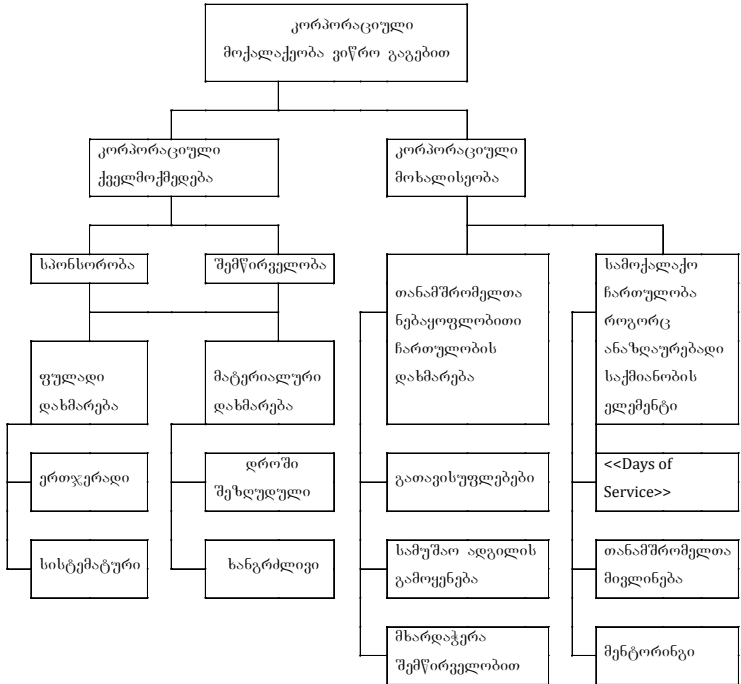 კორპორაციული
მოქალაქეობა ვიწრო გაგებით
კორპორაციული
ქველმოქმედება
კორპორაციული
მოხალისეობა
სპონსორობა
შემწირველობა
თანამშრომელთა
ნებაყოფლობითი
ჩართულობის
დახმარება
სამოქალაქო
ჩართულობა
როგორც
ანაზღაურებადი
საქმიანობის
ელემენტი
ფულადი
დახმარება
მატერიალური
დახმარება
ერთჯერადი
დროში
შეზღუდული
გათავისუფლებები
<<Days of
Service>>
სისტემატური
ხანგრძლივი
სამუშაო ადგილის
გამოყენება
თანამშრომელთა
მივლინება
მხარდაჭერა
შემწირველობით
მენტორინგი